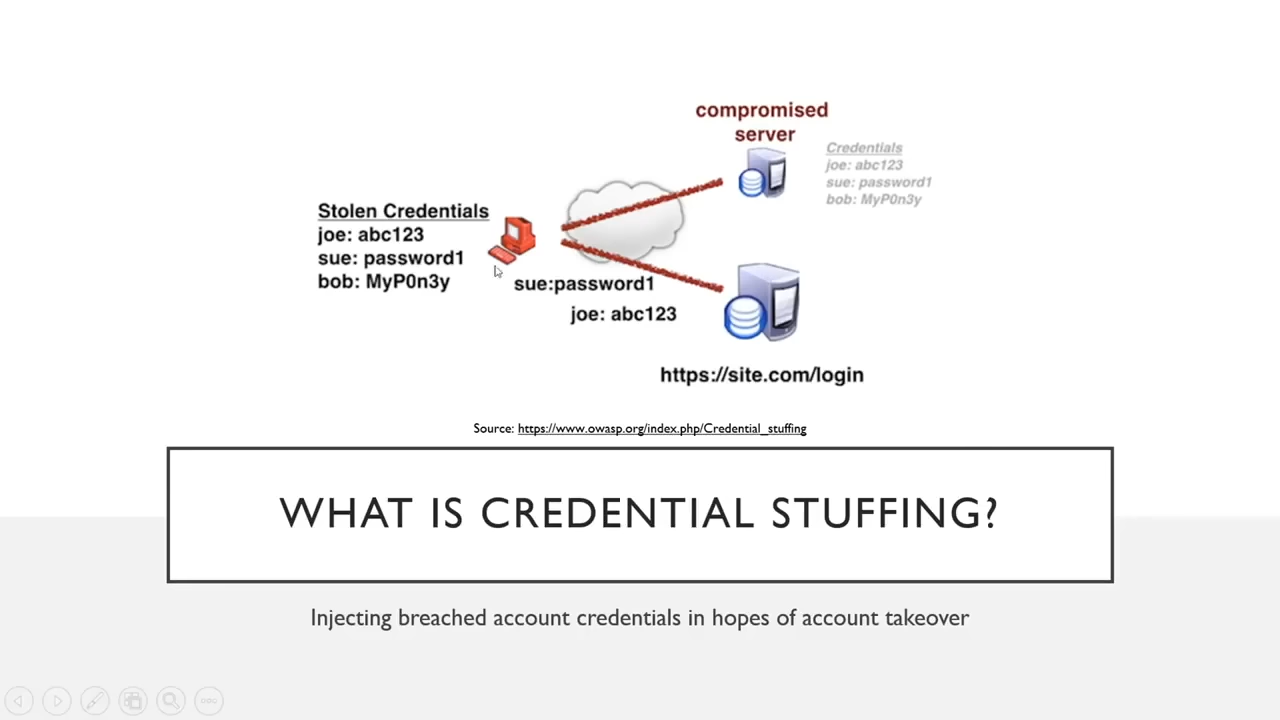 compromised
server
Credentials
joe: abc123
sue: password1
bob: MyP0n3y
Stolen Credentials
joe: abc123
sue: password1
bob: MyP0n3y
sue:password1
joe: abc123
https://site.com/login
Source: https://www.owasp.org/index.php/Credential_stuffing
WHAT IS CREDENTIAL STUFFING?
Injecting breached account credentials in hopes of account takeover